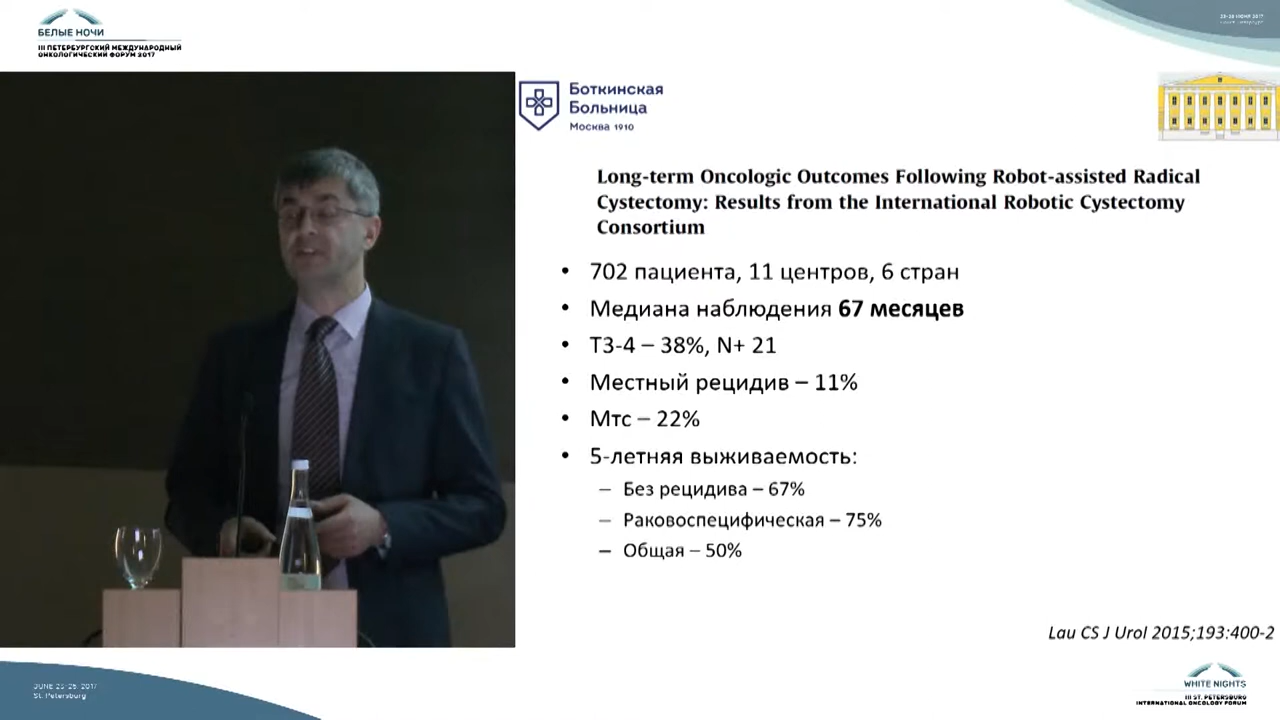 БЕЛЫЕ НОЧИ
III ПЕТЕРБУРГСКИЙ МЕЖДУНАРОДНЫЙ
ОНКОЛОГИЧЕСКИЙ ФОРУМ 2017
Боткинская
Больница
Москва 1910
Long-term Oncologic Outcomes Following Robot-assisted Radical
Cystectomy: Results from the International Robotic Cystectomy
Consortium
• 702 пациента, 11 центров, 6 стран
• Медиана наблюдения 67 месяцев
• Т3-4 – 38%, N+ 21
• Местный рецидив – 11%
• Мтс – 22%
• 5-летняя выживаемость:
– Без рецидива – 67%
– Раковоспецифическая – 75%
– Общая – 50%
Lau CS J Urol 2015;193:400-2
JUNE 23-26, 2017
St. Petersburg
WHITE NIGHTS
III ST. PETERSBURG
INTERNATIONAL ONCOLOGY FORUM